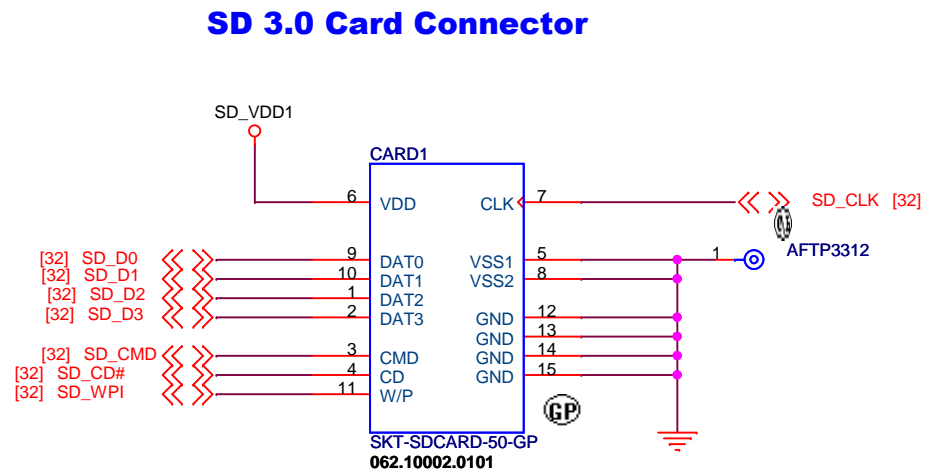 SD 3.0 Card Connector
SD_VDD1
CARD1
6 VDD CLK 7 SD_CLK [32]
[32] SD_D0 9 DAT0 VSS1 5 1 AFTP3312
[32] SD_D1 10 DAT1 VSS2 8
[32] SD_D2 1 DAT2
[32] SD_D3 2 DAT3 GND 12
GND 13
[32] SD_CMD 3 CMD GND 14
[32] SD_CD# 4 CD GND 15
[32] SD_WPI 11 W/P
GP
SKT-SDCARD-50-GP
062.10002.0101